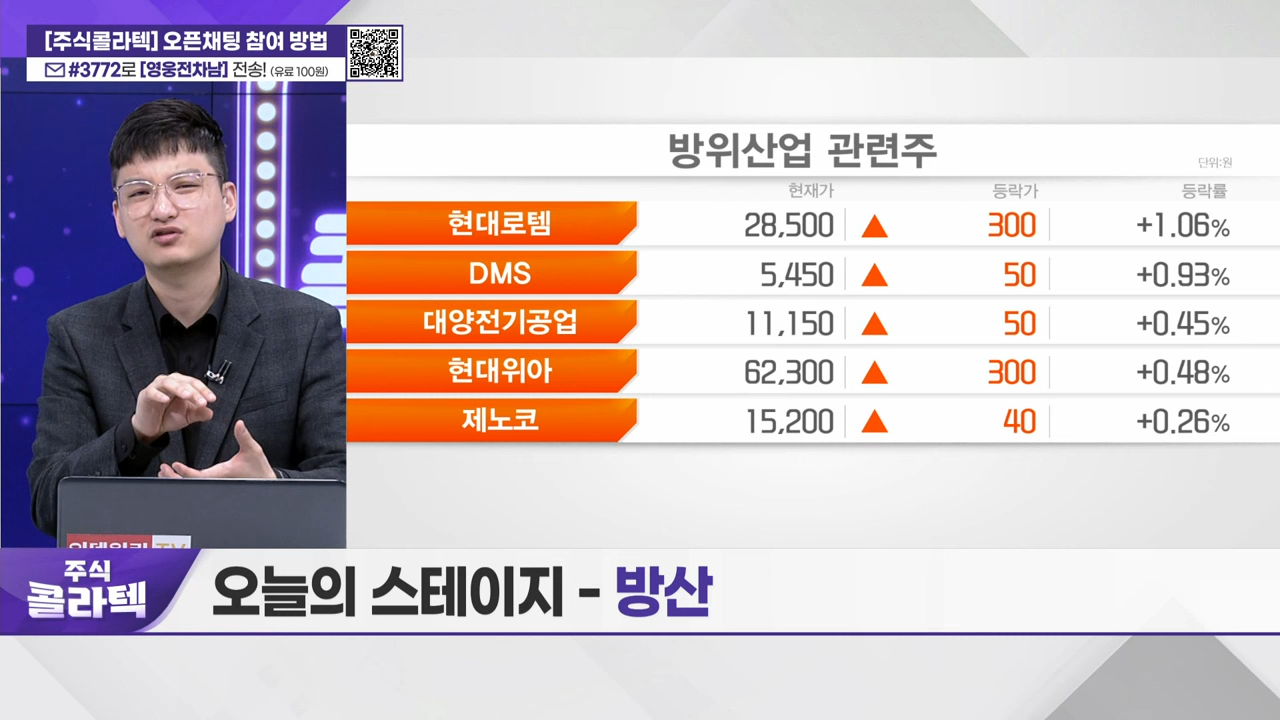 [주식콜라텍] 오픈채팅 참여 방법
#3772로 [영웅전차남] 전송! (유료 100원)
방위산업 관련주
단위:원
현재가 등락가 등락률
현대로템 28,500 ▲ 300 +1.06%
DMS 5,450 ▲ 50 +0.93%
대양전기공업 11,150 ▲ 50 +0.45%
현대위아 62,300 ▲ 300 +0.48%
제노코 15,200 ▲ 40 +0.26%
이데일리 TV
주식
콜라텍
오늘의 스테이지 - 방산